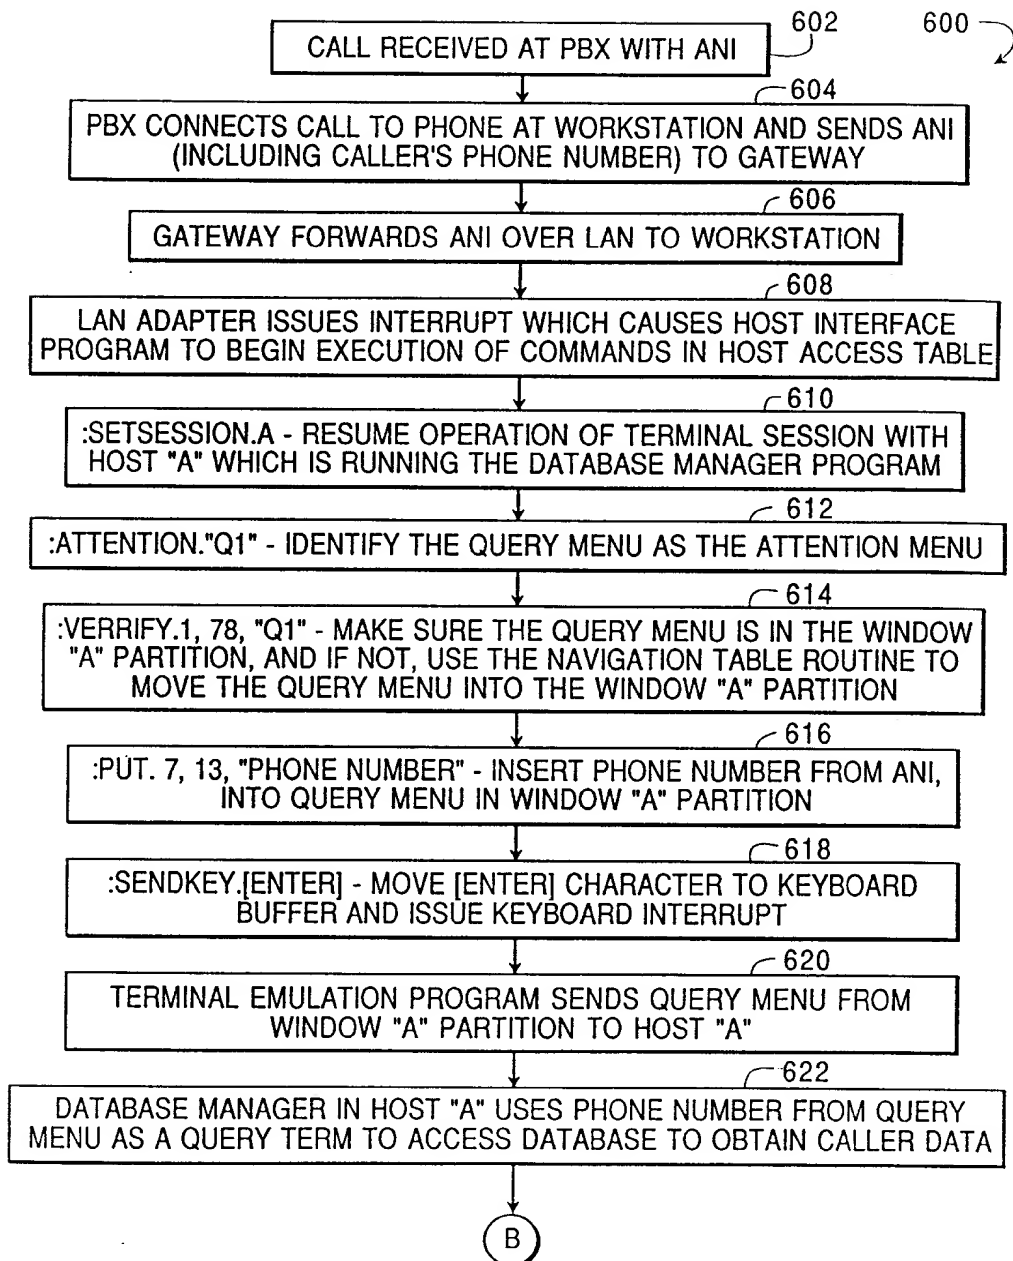 600
602
CALL RECEIVED AT PBX WITH ANI
604
PBX CONNECTS CALL TO PHONE AT WORKSTATION AND SENDS ANI
(INCLUDING CALLER'S PHONE NUMBER) TO GATEWAY
606
GATEWAY FORWARDS ANI OVER LAN TO WORKSTATION
608
LAN ADAPTER ISSUES INTERRUPT WHICH CAUSES HOST INTERFACE
PROGRAM TO BEGIN EXECUTION OF COMMANDS IN HOST ACCESS TABLE
610
:SETSESSION.A - RESUME OPERATION OF TERMINAL SESSION WITH
HOST "A" WHICH IS RUNNING THE DATABASE MANAGER PROGRAM
612
:ATTENTION."Q1" - IDENTIFY THE QUERY MENU AS THE ATTENTION MENU
614
:VERRIFY.1, 78, "Q1" - MAKE SURE THE QUERY MENU IS IN THE WINDOW
"A" PARTITION, AND IF NOT, USE THE NAVIGATION TABLE ROUTINE TO
MOVE THE QUERY MENU INTO THE WINDOW "A" PARTITION
616
:PUT. 7, 13, "PHONE NUMBER" - INSERT PHONE NUMBER FROM ANI,
INTO QUERY MENU IN WINDOW "A" PARTITION
618
:SENDKEY.[ENTER] - MOVE [ENTER] CHARACTER TO KEYBOARD
BUFFER AND ISSUE KEYBOARD INTERRUPT
620
TERMINAL EMULATION PROGRAM SENDS QUERY MENU FROM
WINDOW "A" PARTITION TO HOST "A"
622
DATABASE MANAGER IN HOST "A" USES PHONE NUMBER FROM QUERY
MENU AS A QUERY TERM TO ACCESS DATABASE TO OBTAIN CALLER DATA
B